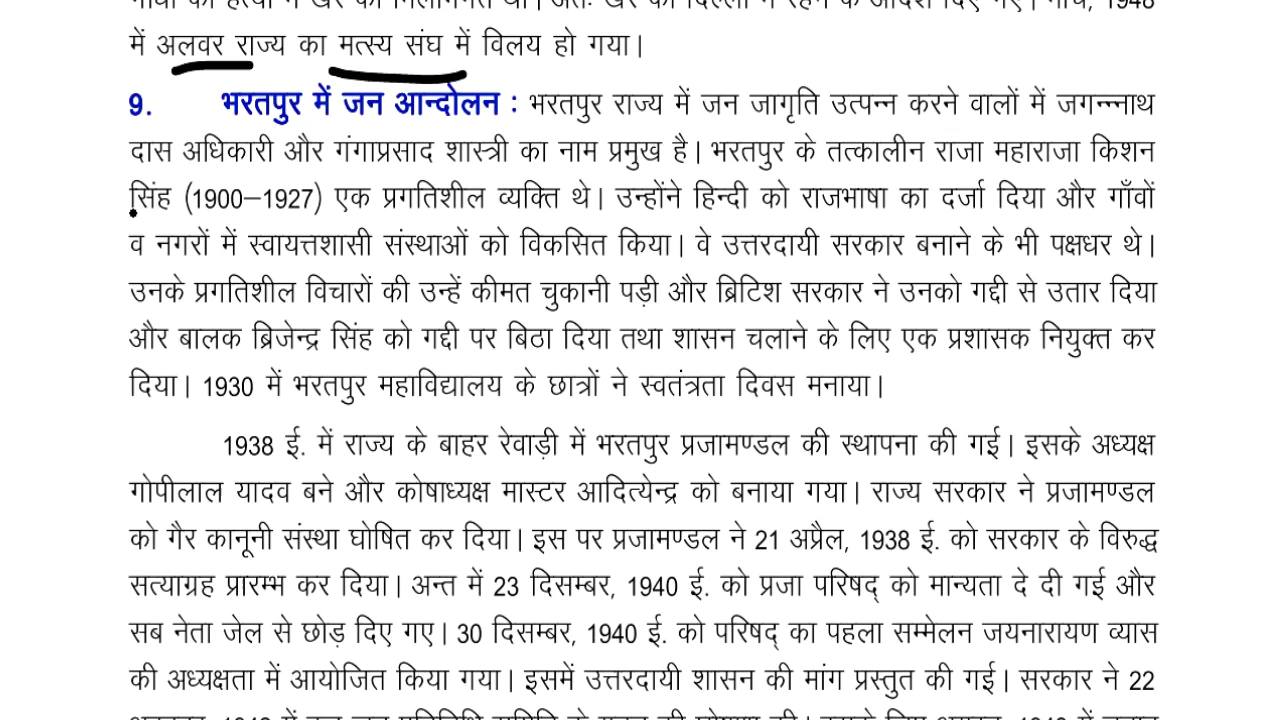 में अलवर राज्य का मत्स्य संघ में विलय हो गया।
9. भरतपुर में जन आन्दोलन : भरतपुर राज्य में जन जागृति उत्पन्न करने वालों में जगन्न्नाथ
दास अधिकारी और गंगाप्रसाद शास्त्री का नाम प्रमुख है। भरतपुर के तत्कालीन राजा महाराजा किशन
सिंह (1900–1927) एक प्रगतिशील व्यक्ति थे। उन्होंने हिन्दी को राजभाषा का दर्जा दिया और गाँवों
व नगरों में स्वायत्तशासी संस्थाओं को विकसित किया। वे उत्तरदायी सरकार बनाने के भी पक्षधर थे।
उनके प्रगतिशील विचारों की उन्हें कीमत चुकानी पड़ी और ब्रिटिश सरकार ने उनको गद्दी से उतार दिया
और बालक ब्रिजेन्द्र सिंह को गद्दी पर बिठा दिया तथा शासन चलाने के लिए एक प्रशासक नियुक्त कर
दिया। 1930 में भरतपुर महाविद्यालय के छात्रों ने स्वतंत्रता दिवस मनाया।
1938 ई. में राज्य के बाहर रेवाड़ी में भरतपुर प्रजामण्डल की स्थापना की गई। इसके अध्यक्ष
गोपीलाल यादव बने और कोषाध्यक्ष मास्टर आदित्येन्द्र को बनाया गया। राज्य सरकार ने प्रजामण्डल
को गैर कानूनी संस्था घोषित कर दिया। इस पर प्रजामण्डल ने 21 अप्रैल, 1938 ई. को सरकार के विरुद्ध
सत्याग्रह प्रारम्भ कर दिया। अन्त में 23 दिसम्बर, 1940 ई. को प्रजा परिषद् को मान्यता दे दी गई और
सब नेता जेल से छोड़ दिए गए। 30 दिसम्बर, 1940 ई. को परिषद् का पहला सम्मेलन जयनारायण व्यास
की अध्यक्षता में आयोजित किया गया। इसमें उत्तरदायी शासन की मांग प्रस्तुत की गई। सरकार ने 22